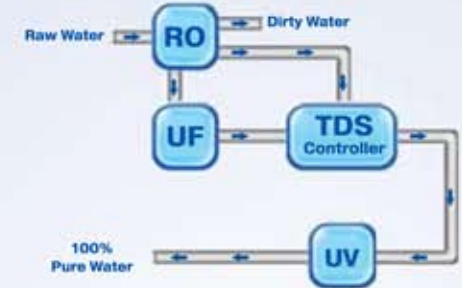 Dirty Water
Raw Water
RO
UF
TDS
Controller
100%
Pure Water
UV